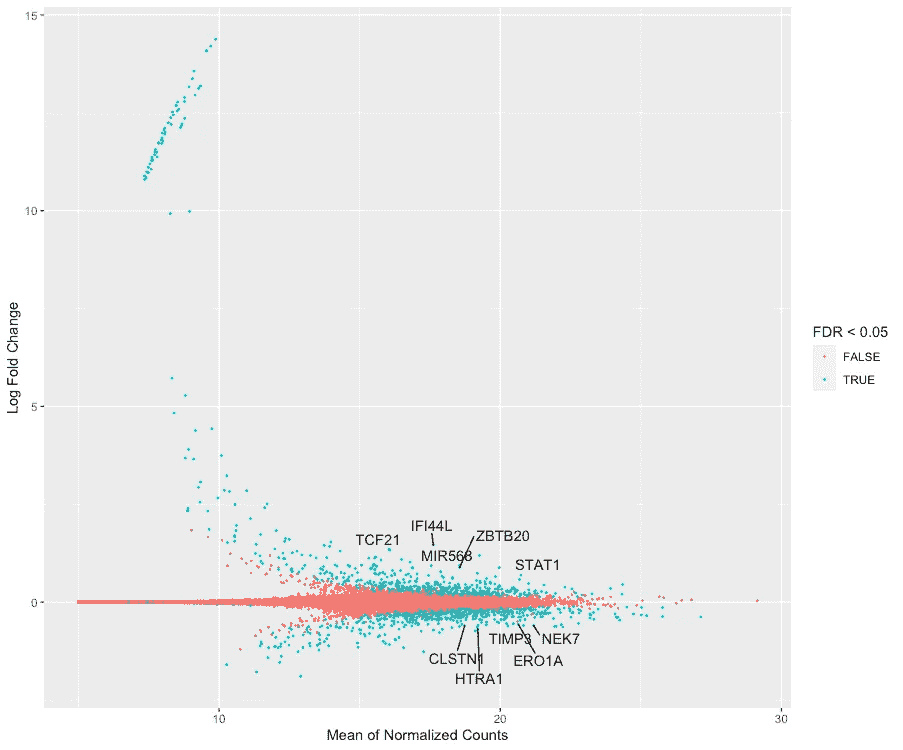 15
10
5
0
Log Fold Change
IFI44L
TCF21
ZBTB20
MIR568
STAT1
TIMP3
NEK7
CLSTN1
ERO1A
HTRA1
10
20
30
Mean of Normalized Counts
FDR < 0.05
FALSE
TRUE